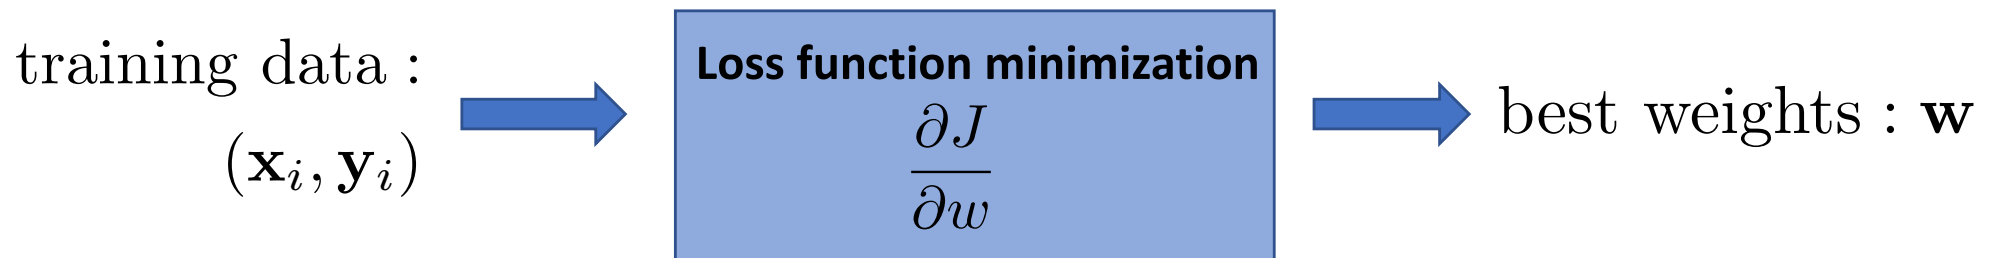 training data :
(𝐱ᵢ, 𝐲ᵢ)
Loss function minimization
∂J
∂w
best weights : 𝐰